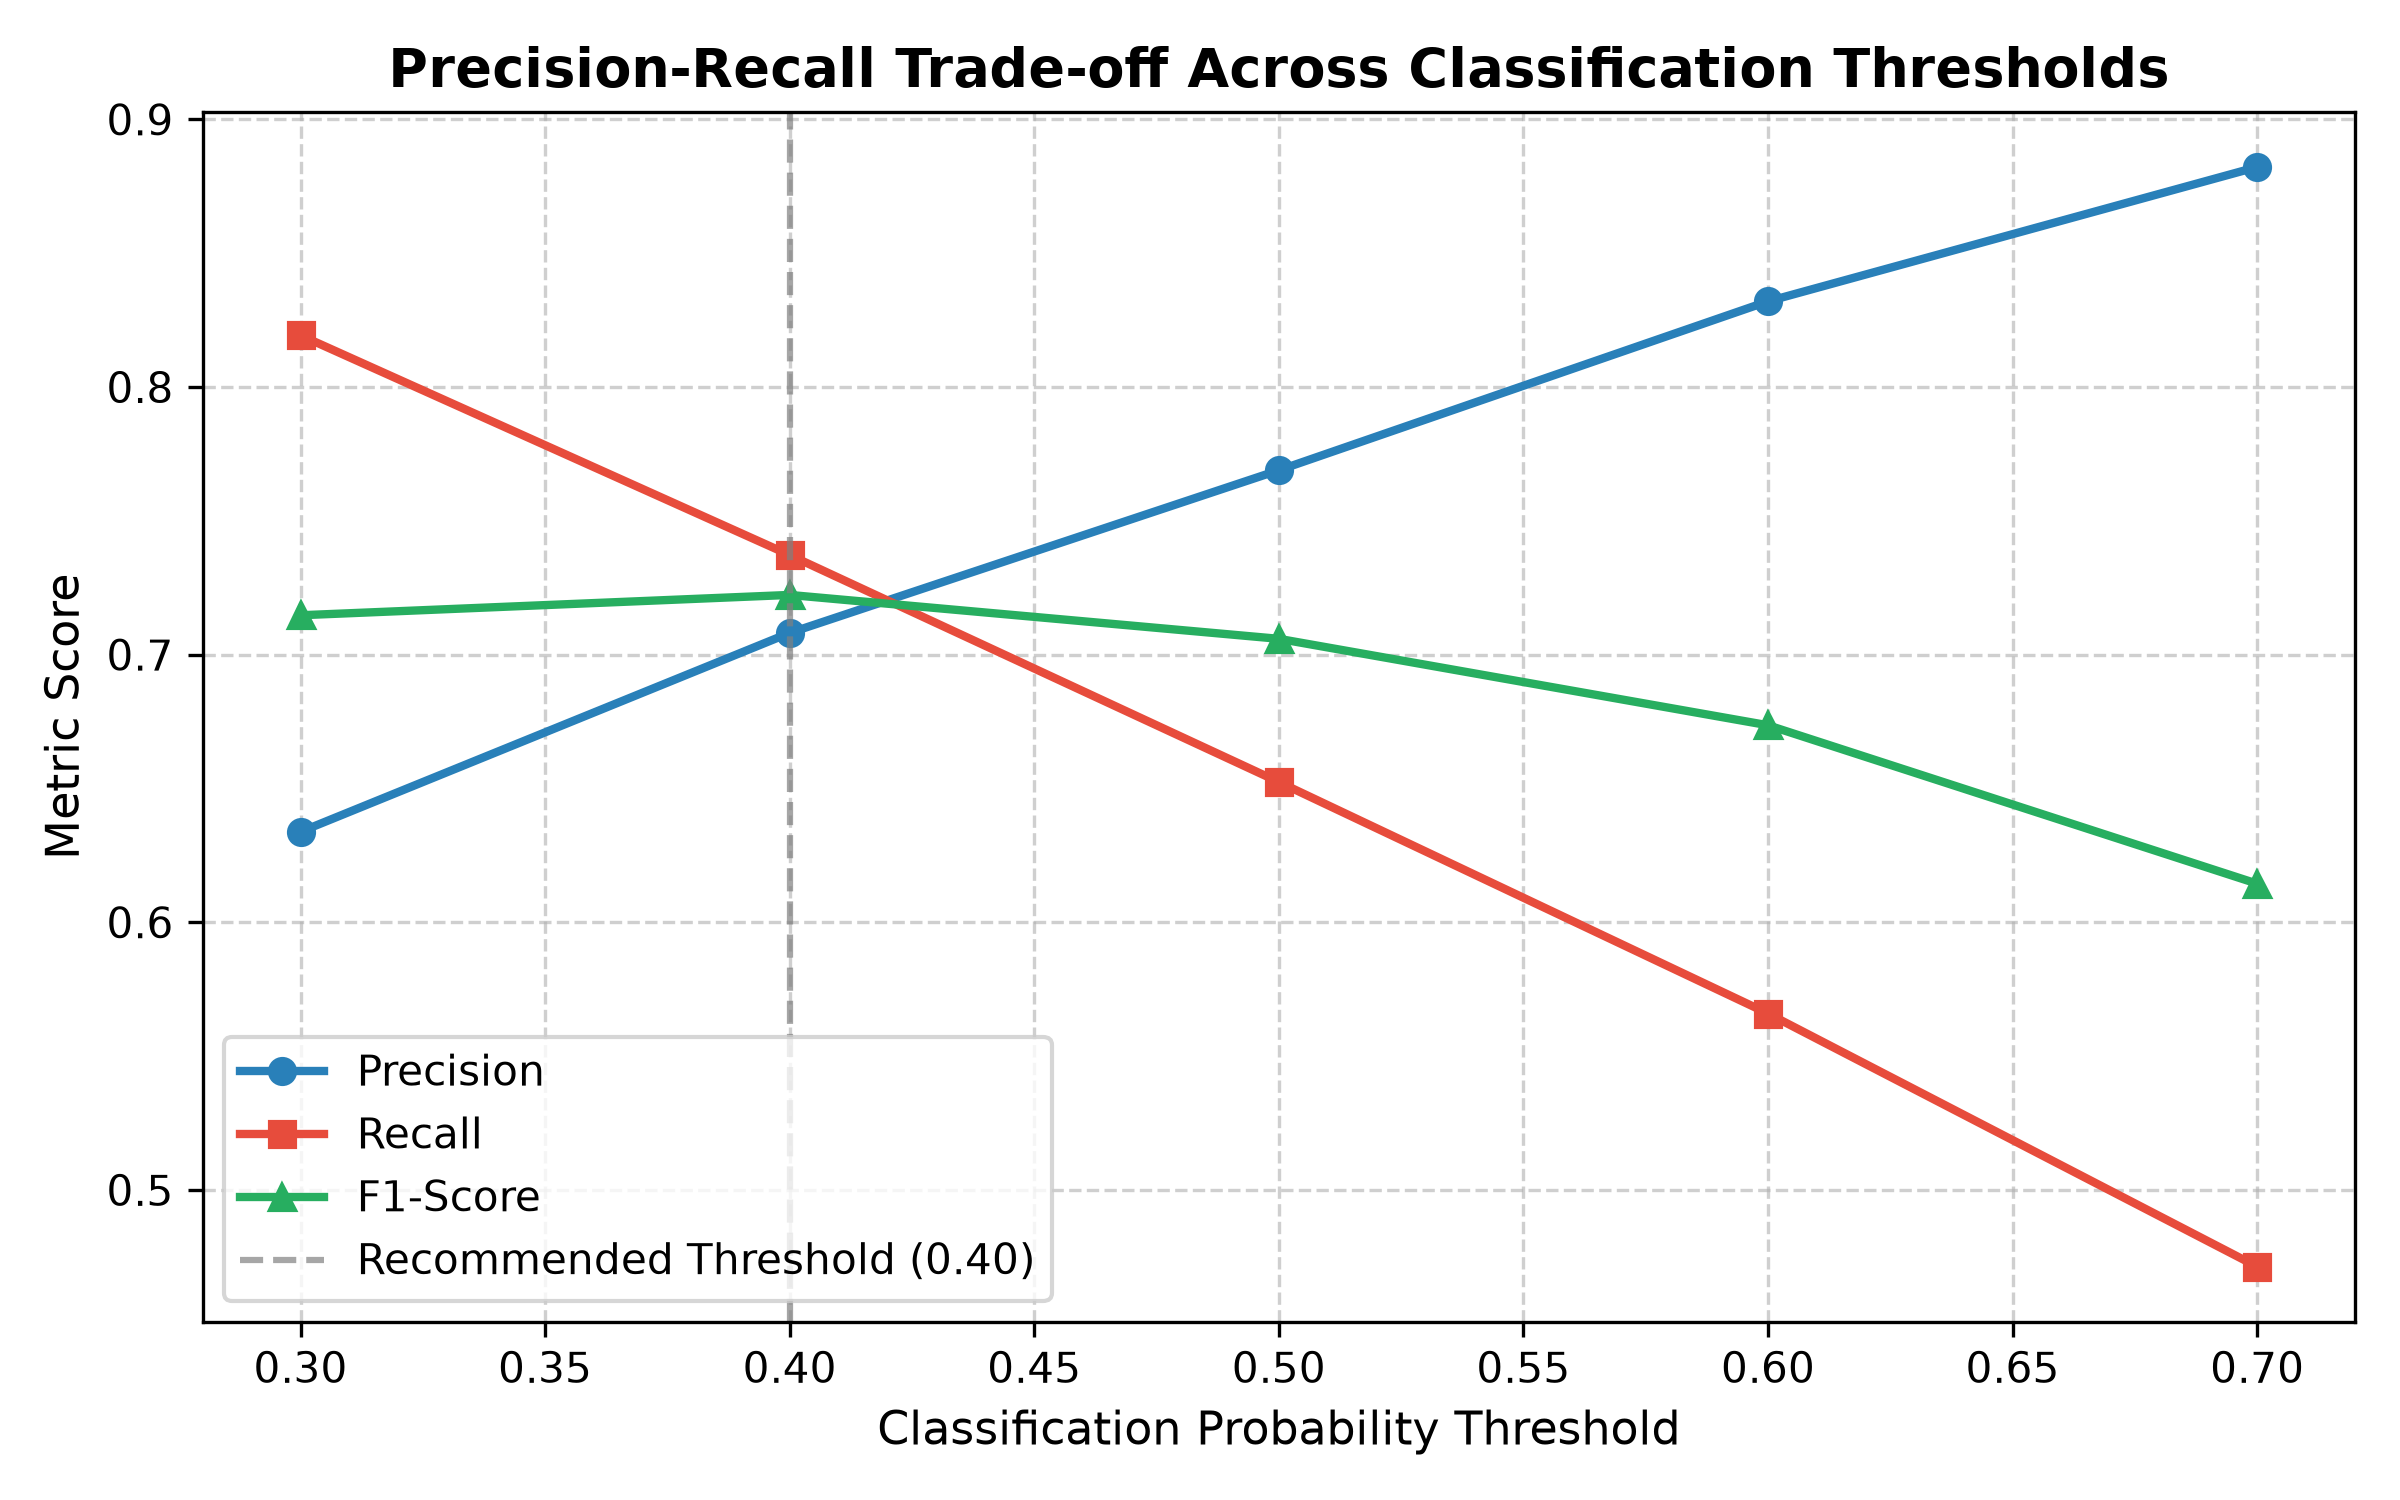 Precision-Recall Trade-off Across Classification Thresholds
0.9
0.8
0.7
0.6
0.5
Metric Score
Precision
Recall
F1-Score
Recommended Threshold (0.40)
0.30 0.35 0.40 0.45 0.50 0.55 0.60 0.65 0.70
Classification Probability Threshold